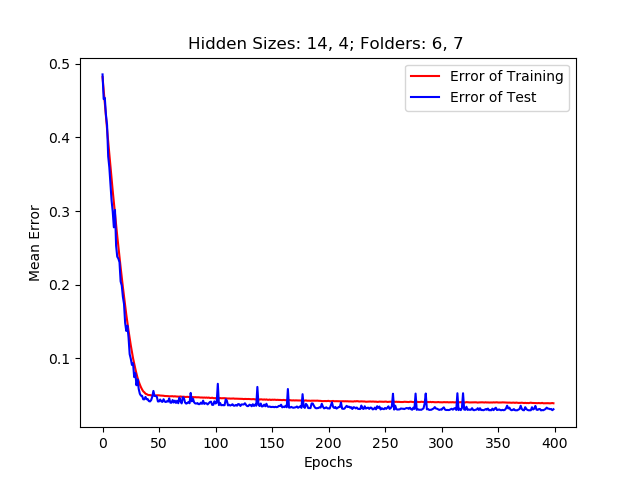 Hidden Sizes: 14, 4; Folders: 6, 7
Error of Training
Error of Test
Mean Error
0.5
0.4
0.3
0.2
0.1
0 50 100 150 200 250 300 350 400
Epochs